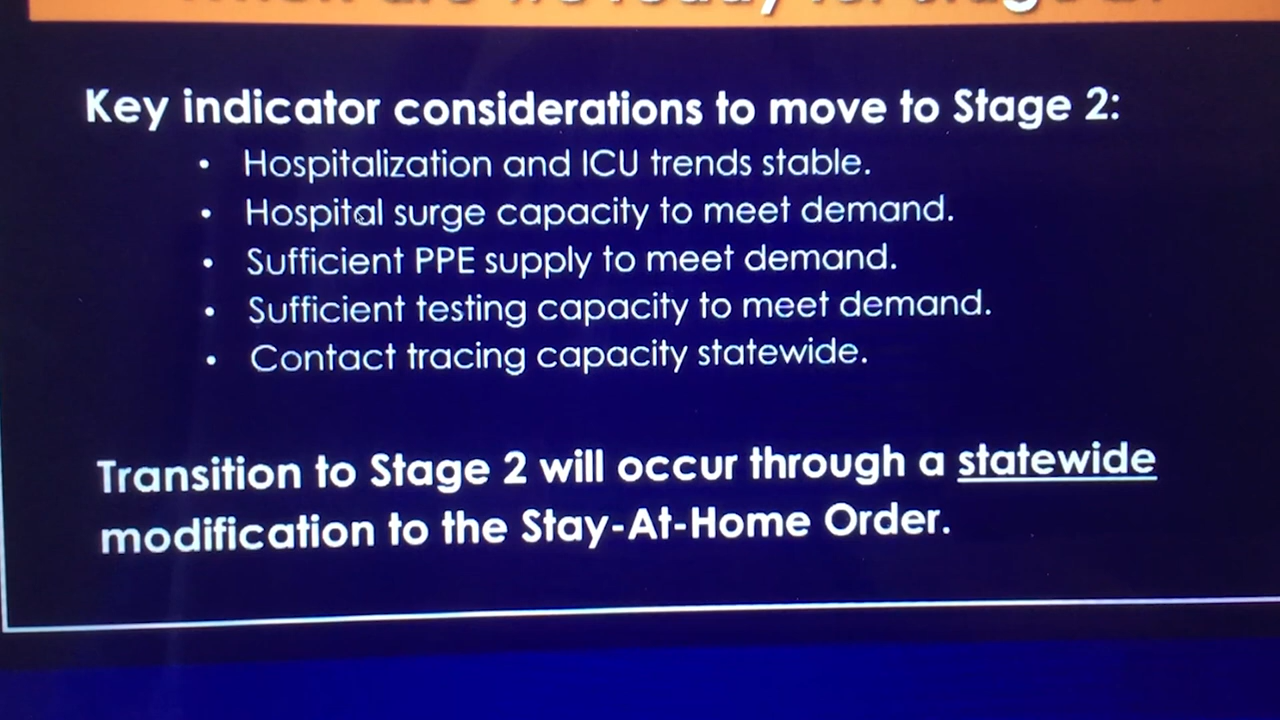 Key indicator considerations to move to Stage 2:
• Hospitalization and ICU trends stable.
• Hospital surge capacity to meet demand.
• Sufficient PPE supply to meet demand.
• Sufficient testing capacity to meet demand.
• Contact tracing capacity statewide.
Transition to Stage 2 will occur through a statewide
modification to the Stay-At-Home Order.